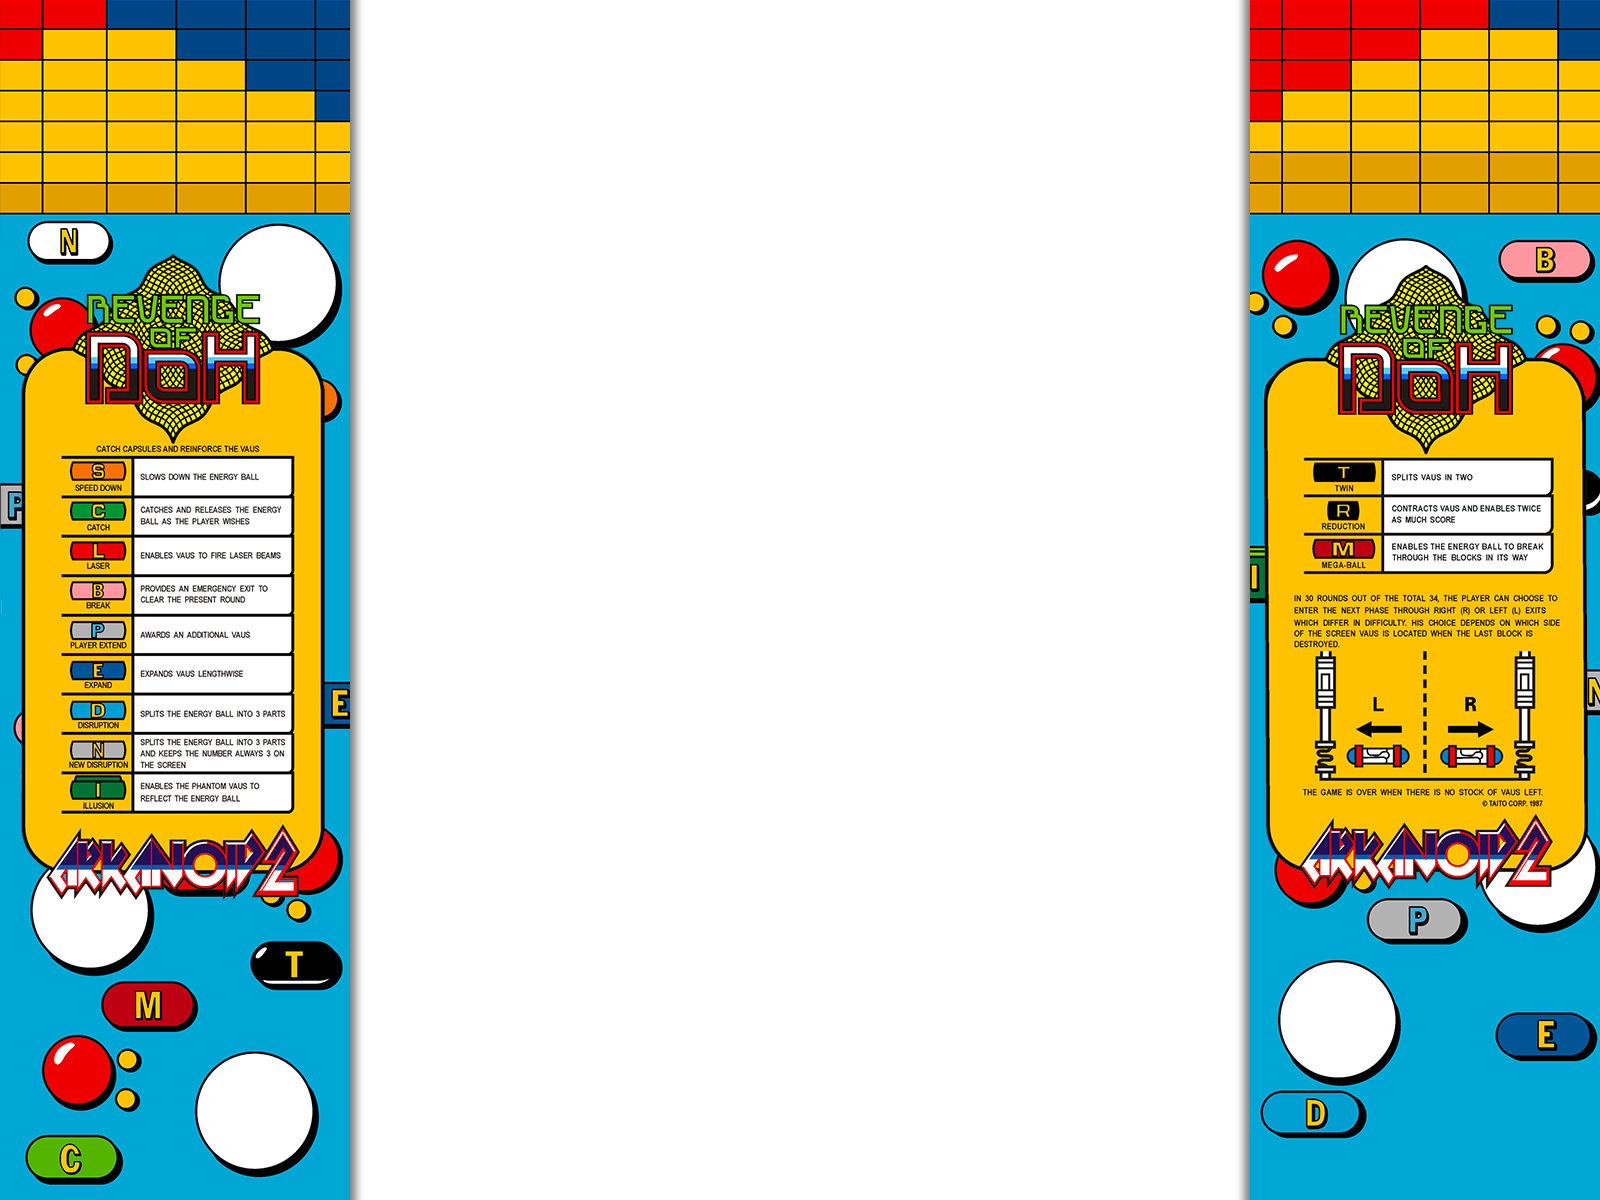 N
REVENGE
OF
DOH
CATCH CAPSULES AND REINFORCE THE VAUS
S
SPEED DOWN
SLOWS DOWN THE ENERGY BALL
C
CATCH
CATCHES AND RELEASES THE ENERGY
BALL AS THE PLAYER WISHES
L
LASER
ENABLES VAUS TO FIRE LASER BEAMS
B
BREAK
PROVIDES AN EMERGENCY EXIT TO
CLEAR THE PRESENT ROUND
P
PLAYER EXTEND
AWARDS AN ADDITIONAL VAUS
E
EXPAND
EXPANDS VAUS LENGTHWISE
D
DISRUPTION
SPLITS THE ENERGY BALL INTO 3 PARTS
N
NEW DISRUPTION
SPLITS THE ENERGY BALL INTO 3 PARTS
AND KEEPS THE NUMBER ALWAYS 3 ON
THE SCREEN
I
ILLUSION
ENABLES THE PHANTOM VAUS TO
REFLECT THE ENERGY BALL
P
E
ARKANOID 2
T
M
C
B
REVENGE
OF
DOH
T
TWIN
SPLITS VAUS IN TWO
R
REDUCTION
CONTRACTS VAUS AND ENABLES TWICE
AS MUCH SCORE
M
MEGA-BALL
ENABLES THE ENERGY BALL TO BREAK
THROUGH THE BLOCKS IN ITS WAY
I
N
IN 30 ROUNDS OUT OF THE TOTAL 34, THE PLAYER CAN CHOOSE TO
ENTER THE NEXT PHASE THROUGH RIGHT (R) OR LEFT (L) EXITS
WHICH DIFFER IN DIFFICULTY. HIS CHOICE DEPENDS ON WHICH SIDE
OF THE SCREEN VAUS IS LOCATED WHEN THE LAST BLOCK IS
DESTROYED.
L R
THE GAME IS OVER WHEN THERE IS NO STOCK OF VAUS LEFT.
© TAITO CORP. 1987
ARKANOID 2
P
E
D